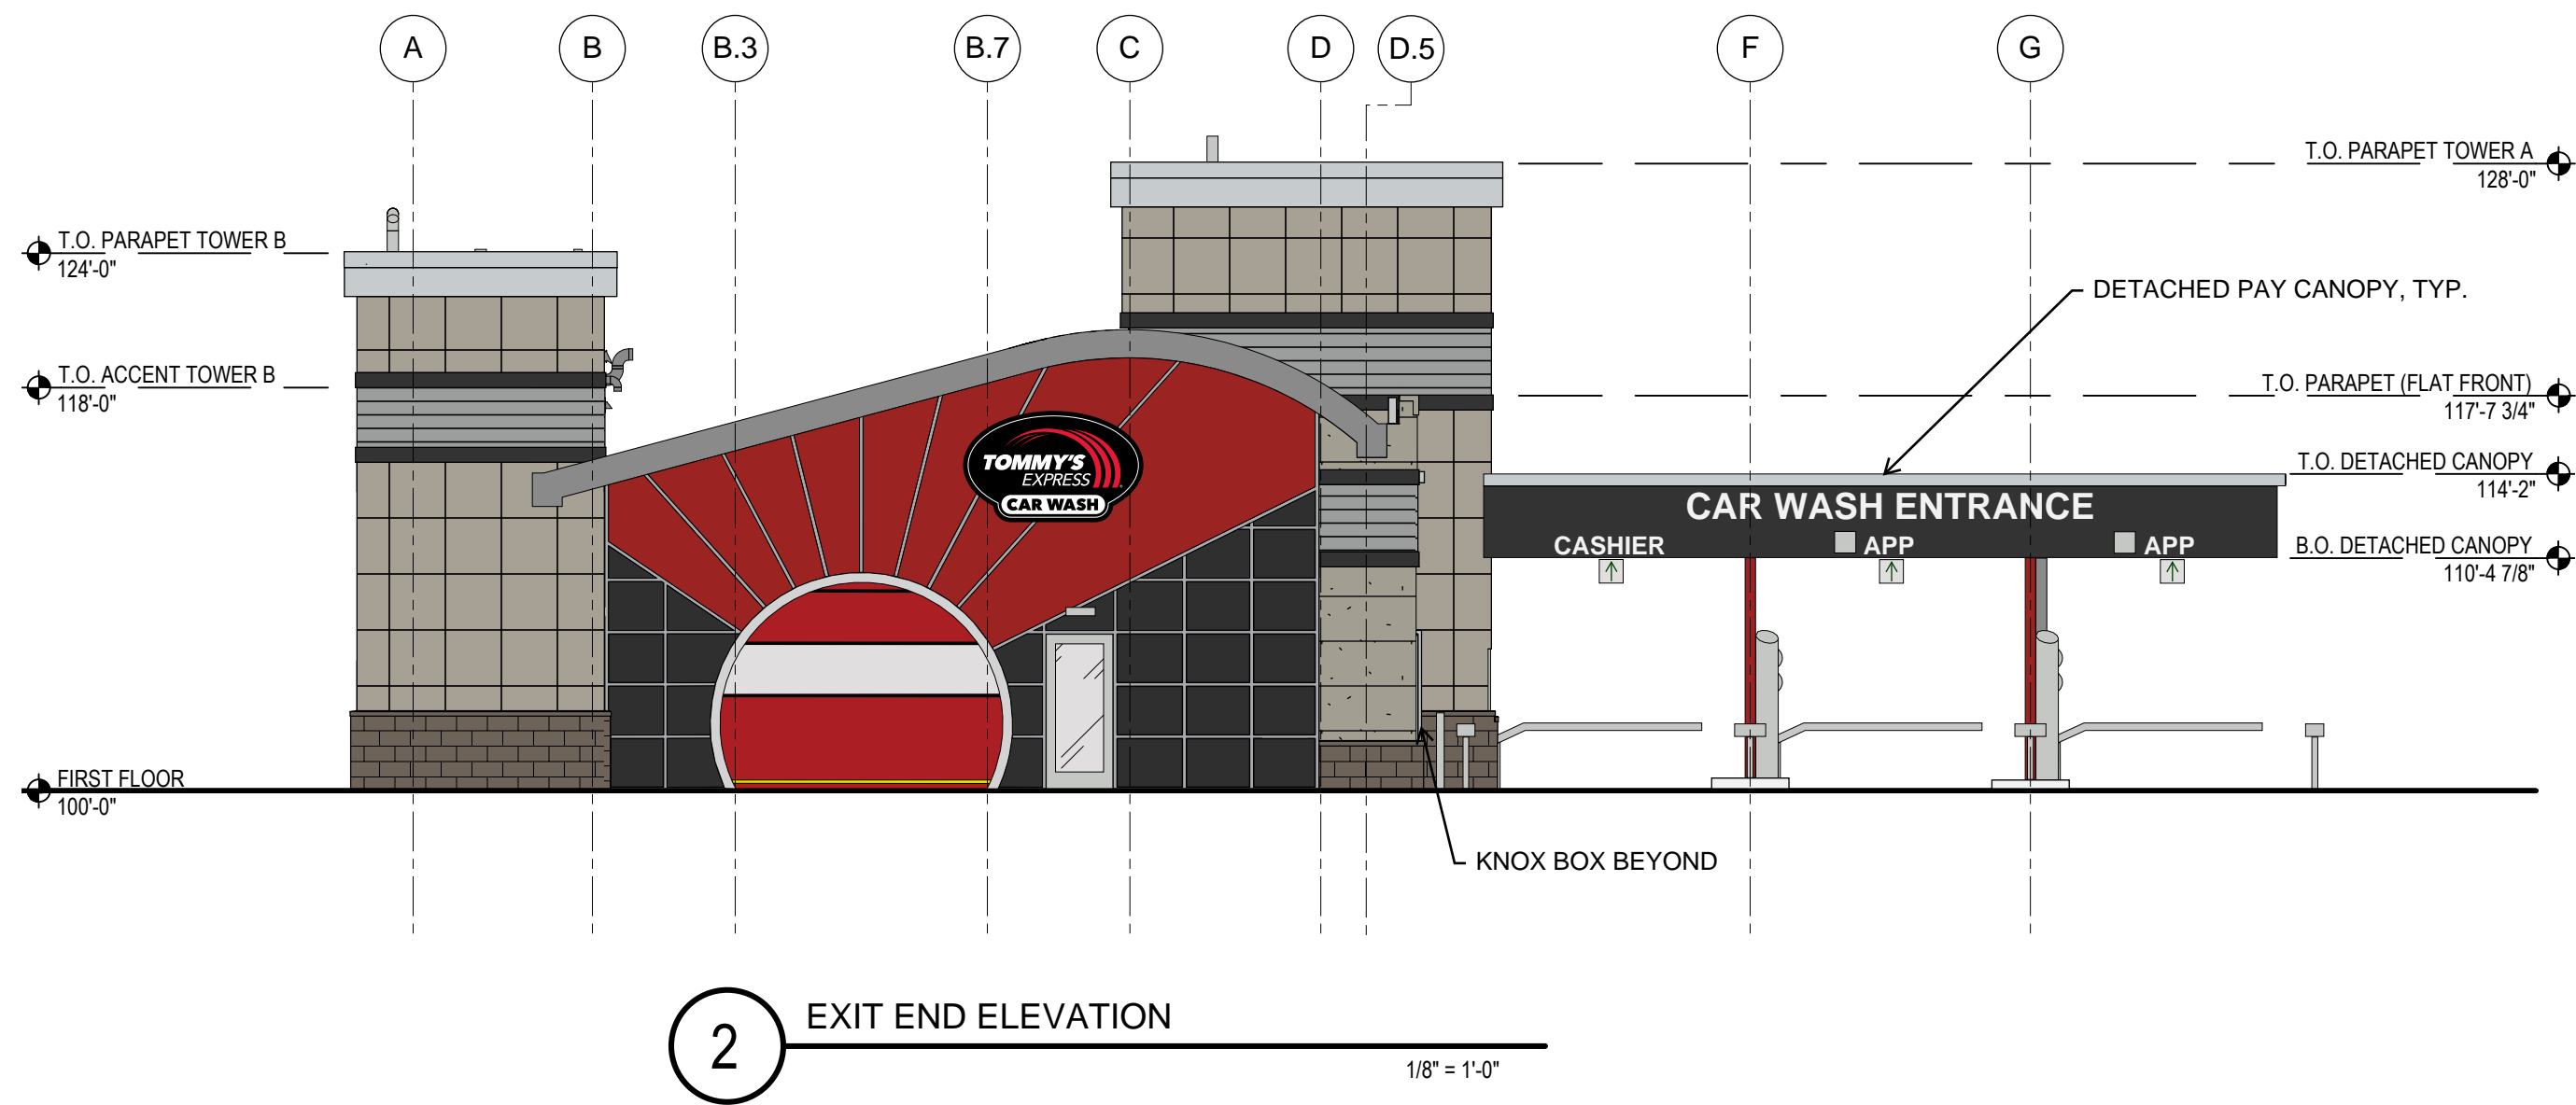 A
B
B.3
B.7
C
D
D.5
F
G
T.O. PARAPET TOWER A
128'-0"
T.O. PARAPET TOWER B
124'-0"
DETACHED PAY CANOPY, TYP.
T.O. ACCENT TOWER B
118'-0"
T.O. PARAPET (FLAT FRONT)
117'-7 3/4"
TOMMY'S
EXPRESS
CAR WASH
T.O. DETACHED CANOPY
114'-2"
CAR WASH ENTRANCE
CASHIER
APP
APP
B.O. DETACHED CANOPY
110'-4 7/8"
FIRST FLOOR
100'-0"
KNOX BOX BEYOND
2
EXIT END ELEVATION
1/8" = 1'-0"